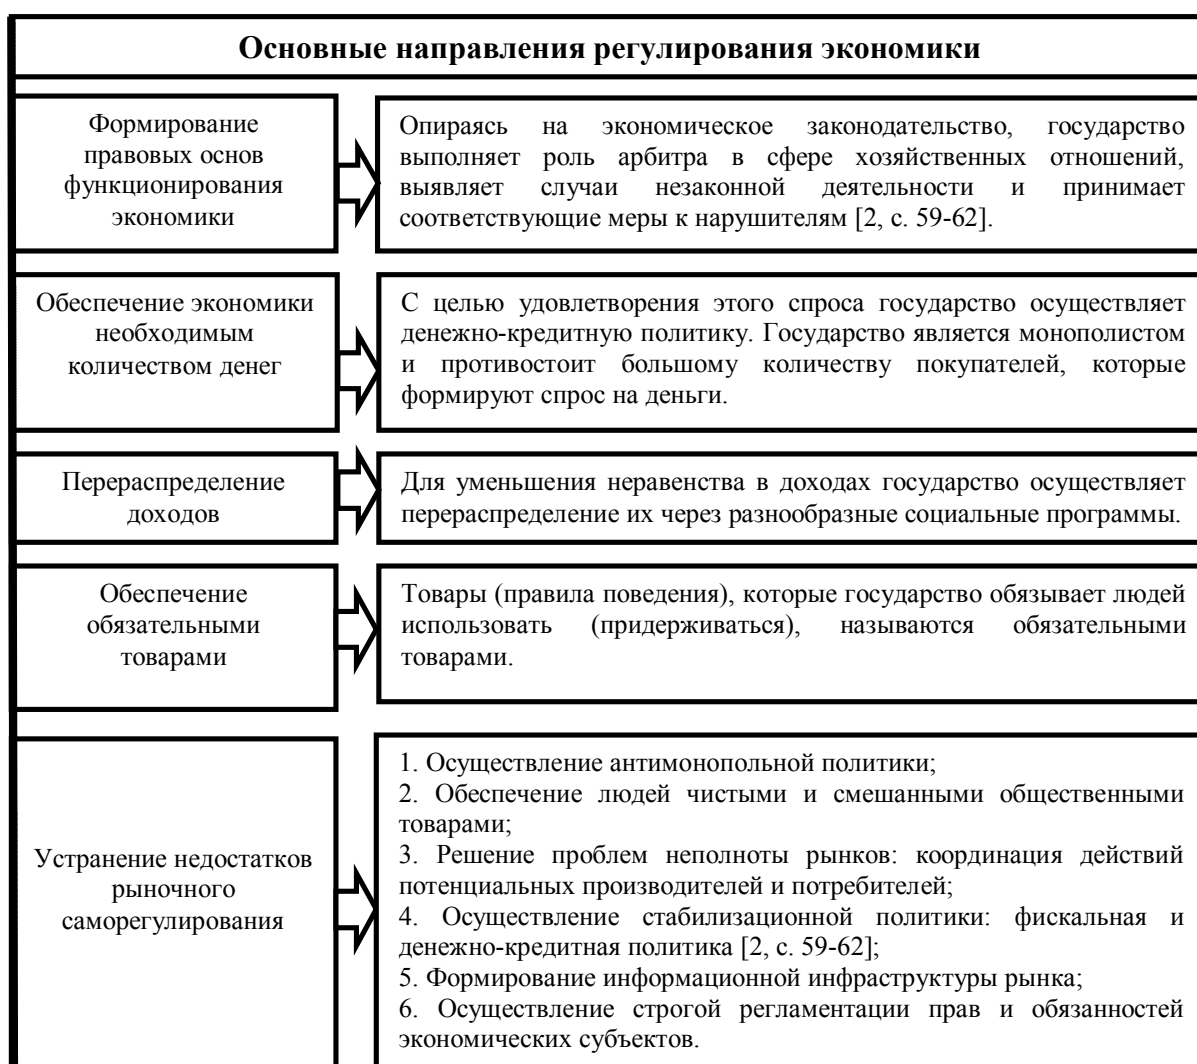 Основные направления регулирования экономики
Формирование
правовых основ
функционирования
экономики
Опираясь на экономическое законодательство, государство
выполняет роль арбитра в сфере хозяйственных отношений,
выявляет случаи незаконной деятельности и принимает
соответствующие меры к нарушителям [2, с. 59-62].
Обеспечение экономики
необходимым
количеством денег
С целью удовлетворения этого спроса государство осуществляет
денежно-кредитную политику. Государство является монополистом
и противостоит большому количеству покупателей, которые
формируют спрос на деньги.
Перераспределение
доходов
Для уменьшения неравенства в доходах государство осуществляет
перераспределение их через разнообразные социальные программы.
Обеспечение
обязательными
товарами
Товары (правила поведения), которые государство обязывает людей
использовать (придерживаться), называются обязательными
товарами.
Устранение недостатков
рыночного
саморегулирования
1. Осуществление антимонопольной политики;
2. Обеспечение людей чистыми и смешанными общественными
товарами;
3. Решение проблем неполноты рынков: координация действий
потенциальных производителей и потребителей;
4. Осуществление стабилизационной политики: фискальная и
денежно-кредитная политика [2, с. 59-62];
5. Формирование информационной инфраструктуры рынка;
6. Осуществление строгой регламентации прав и обязанностей
экономических субъектов.